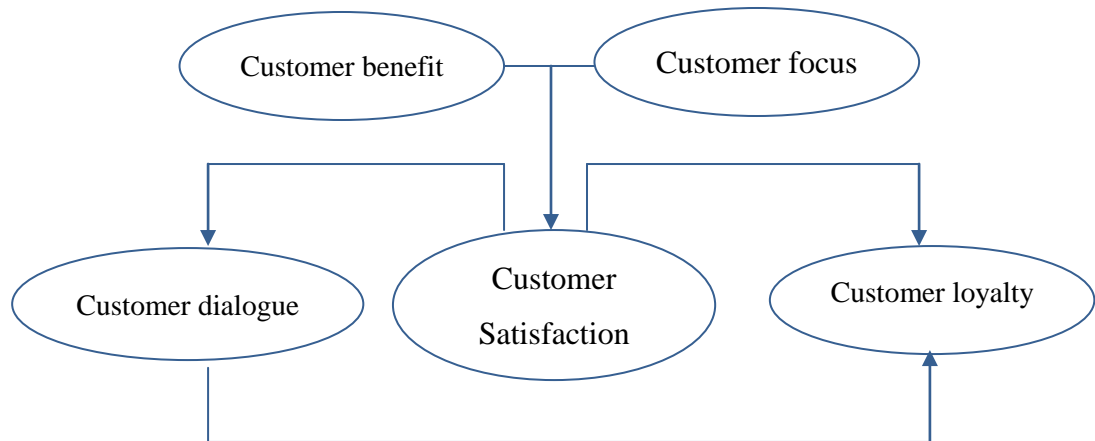 Customer benefit
Customer focus
Customer dialogue
Customer
Satisfaction
Customer loyalty